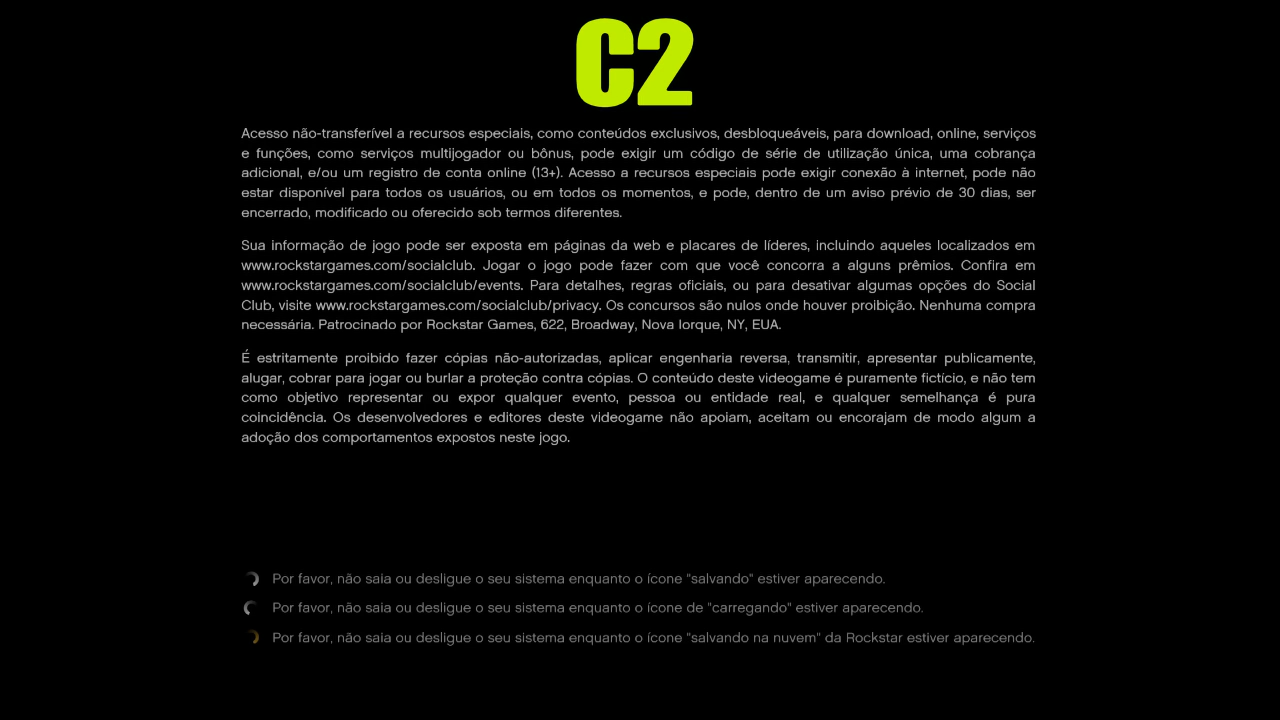 C2
Acesso não-transferível a recursos especiais, como conteúdos exclusivos, desbloqueáveis, para download, online, serviços
e funções, como serviços multijogador ou bônus, pode exigir um código de série de utilização única, uma cobrança
adicional, e/ou um registro de conta online (13+). Acesso a recursos especiais pode exigir conexão à internet, pode não
estar disponível para todos os usuários, ou em todos os momentos, e pode, dentro de um aviso prévio de 30 dias, ser
encerrado, modificado ou oferecido sob termos diferentes.
Sua informação de jogo pode ser exposta em páginas da web e placares de líderes, incluindo aqueles localizados em
www.rockstargames.com/socialclub. Jogar o jogo pode fazer com que você concorra a alguns prêmios. Confira em
www.rockstargames.com/socialclub/events. Para detalhes, regras oficiais, ou para desativar algumas opções do Social
Club, visite www.rockstargames.com/socialclub/privacy. Os concursos são nulos onde houver proibição. Nenhuma compra
necessária. Patrocinado por Rockstar Games, 622, Broadway, Nova Iorque, NY, EUA.
É estritamente proibido fazer cópias não-autorizadas, aplicar engenharia reversa, transmitir, apresentar publicamente,
alugar, cobrar para jogar ou burlar a proteção contra cópias. O conteúdo deste videogame é puramente fictício, e não tem
como objetivo representar ou expor qualquer evento, pessoa ou entidade real, e qualquer semelhança é pura
coincidência. Os desenvolvedores e editores deste videogame não apoiam, aceitam ou encorajam de modo algum a
adoção dos comportamentos expostos neste jogo.
Por favor, não saia ou desligue o seu sistema enquanto o ícone "salvando" estiver aparecendo.
Por favor, não saia ou desligue o seu sistema enquanto o ícone de "carregando" estiver aparecendo.
Por favor, não saia ou desligue o seu sistema enquanto o ícone "salvando na nuvem" da Rockstar estiver aparecendo.